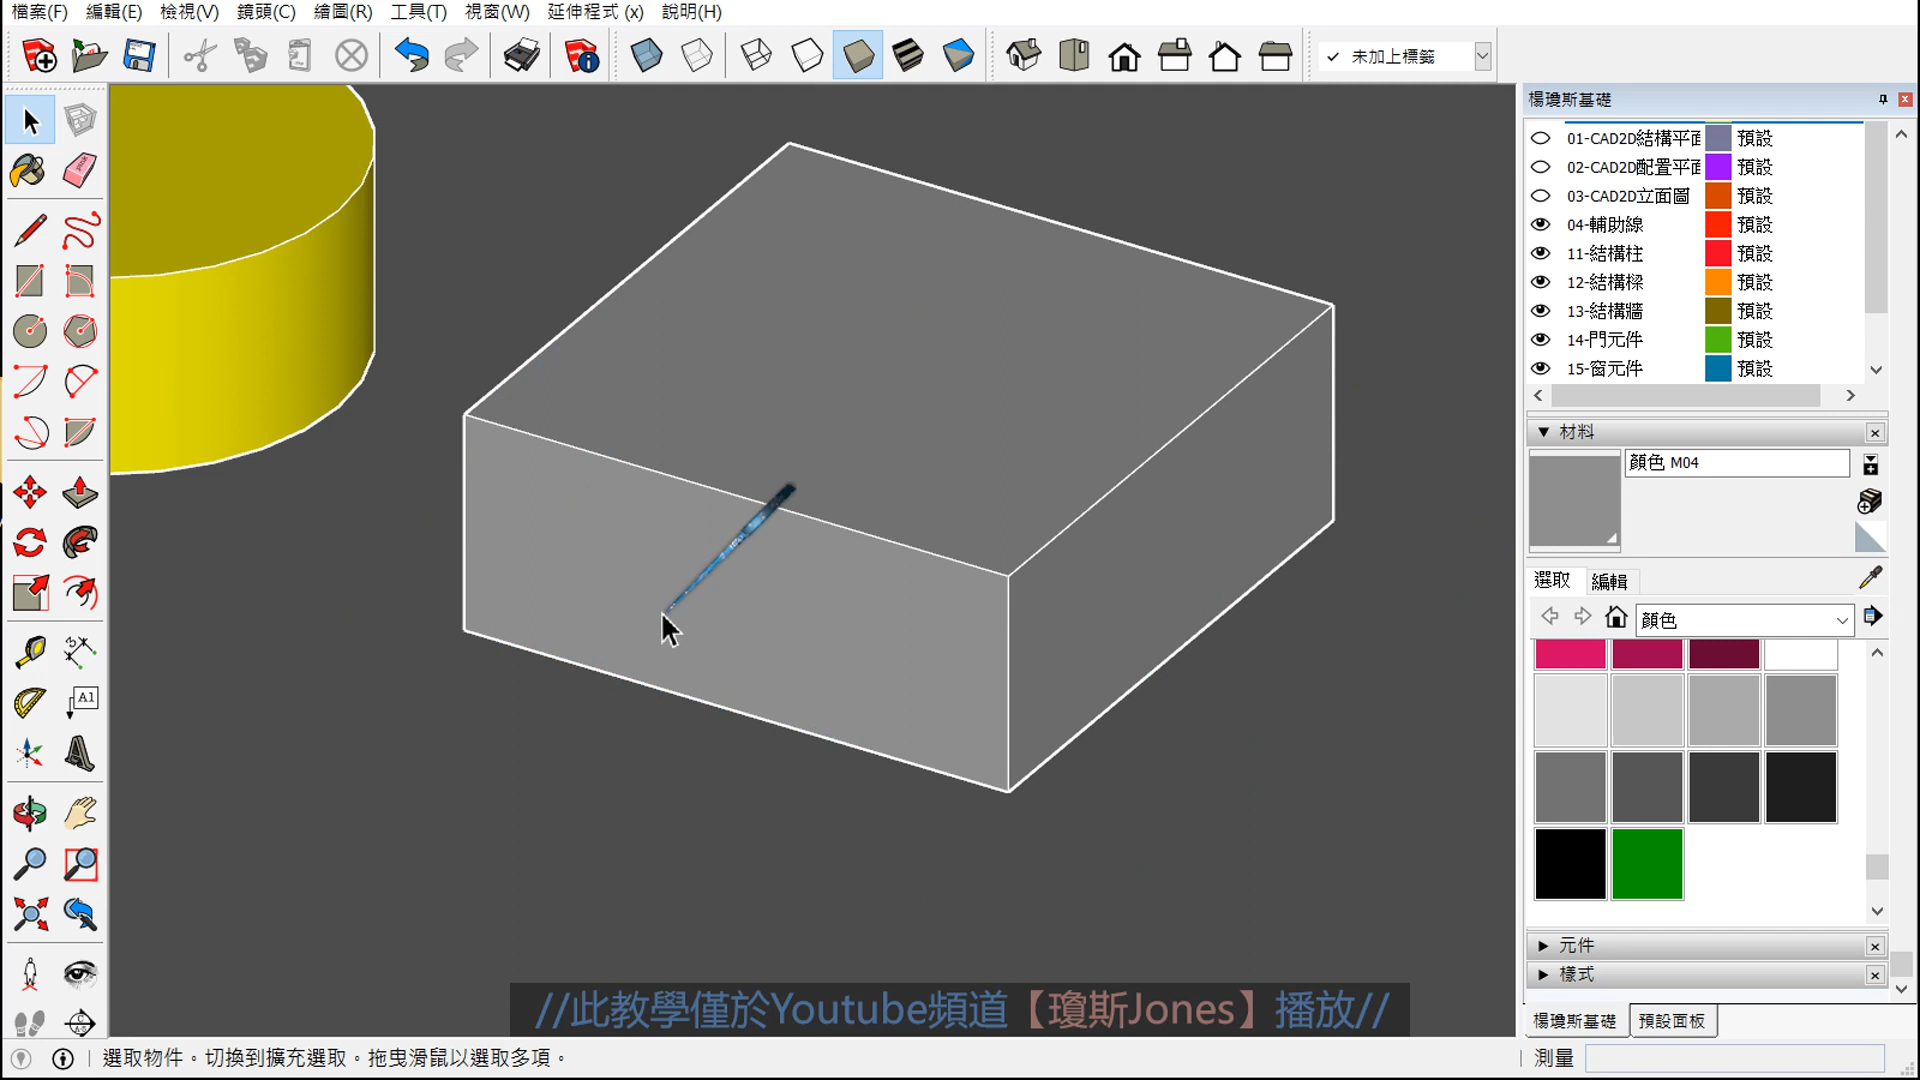 檔案(F) 編輯(E) 檢視(V) 鏡頭(C) 繪圖(R) 工具(T) 視窗(W) 延伸程式 (x) 說明(H)
未加上標籤
楊瓊斯基礎
01-CAD2D結構平面 預設
02-CAD2D配置平面 預設
03-CAD2D立面圖 預設
04-輔助線 預設
11-結構柱 預設
12-結構樑 預設
13-結構牆 預設
14-門元件 預設
15-窗元件 預設
材料
顏色 M04
選取 編輯
顏色
A1
元件
樣式
楊瓊斯基礎 預設面板
//此教學僅於Youtube頻道【瓊斯Jones】播放//
選取物件。切換到擴充選取。拖曳滑鼠以選取多項。
測量